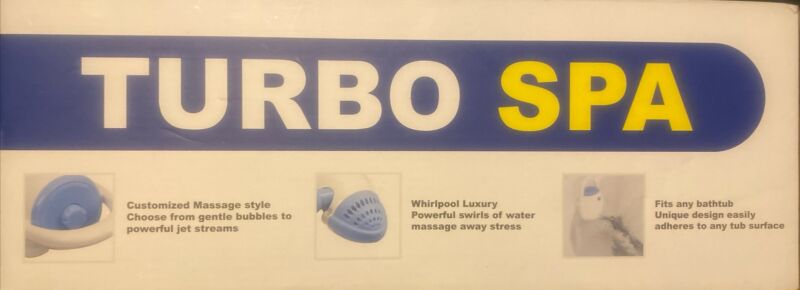 TURBO SPA
Customized Massage style
Choose from gentle bubbles to
powerful jet streams
Whirlpool Luxury
Powerful swirls of water
massage away stress
Fits any bathtub
Unique design easily
adheres to any tub surface